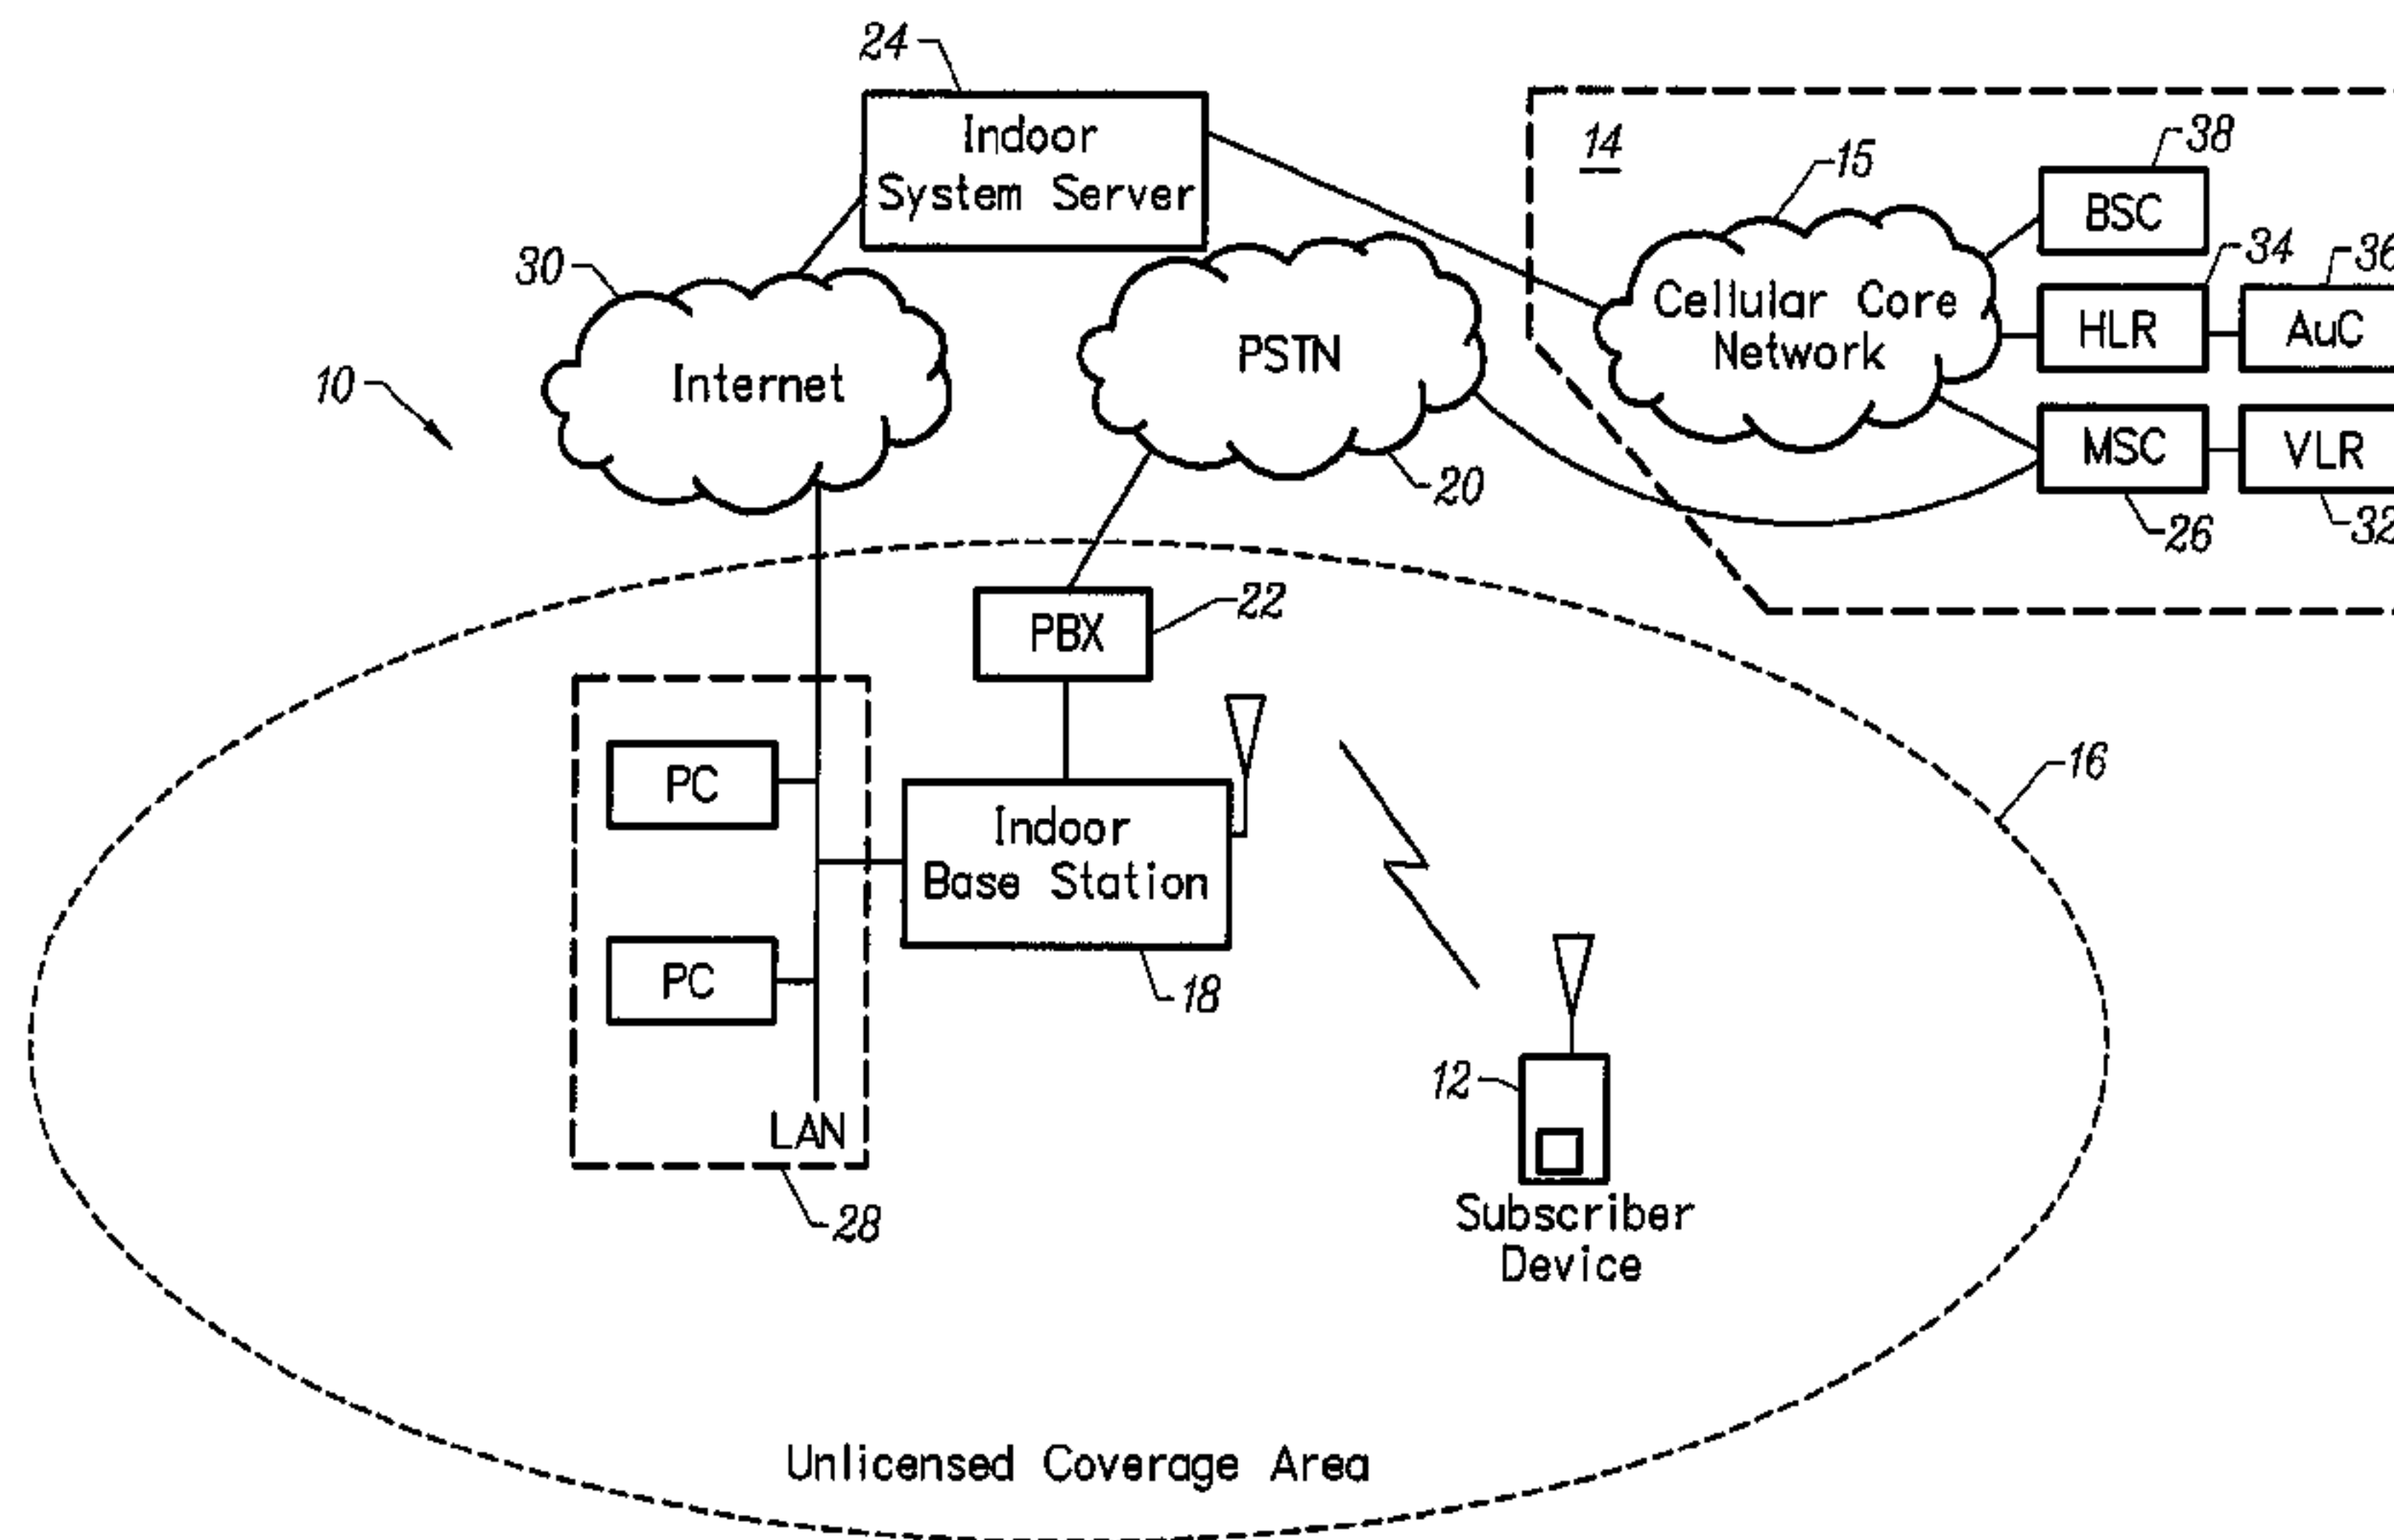 24
Indoor
System Server
14
15
38
BSC
30
34
36
Cellular Core
Network
HLR
AuC
Internet
PSTN
10
MSC
VLR
20
26
32
PBX
22
PC
16
Indoor
Base Station
PC
18
12
LAN
28
Subscriber
Device
Unlicensed Coverage Area